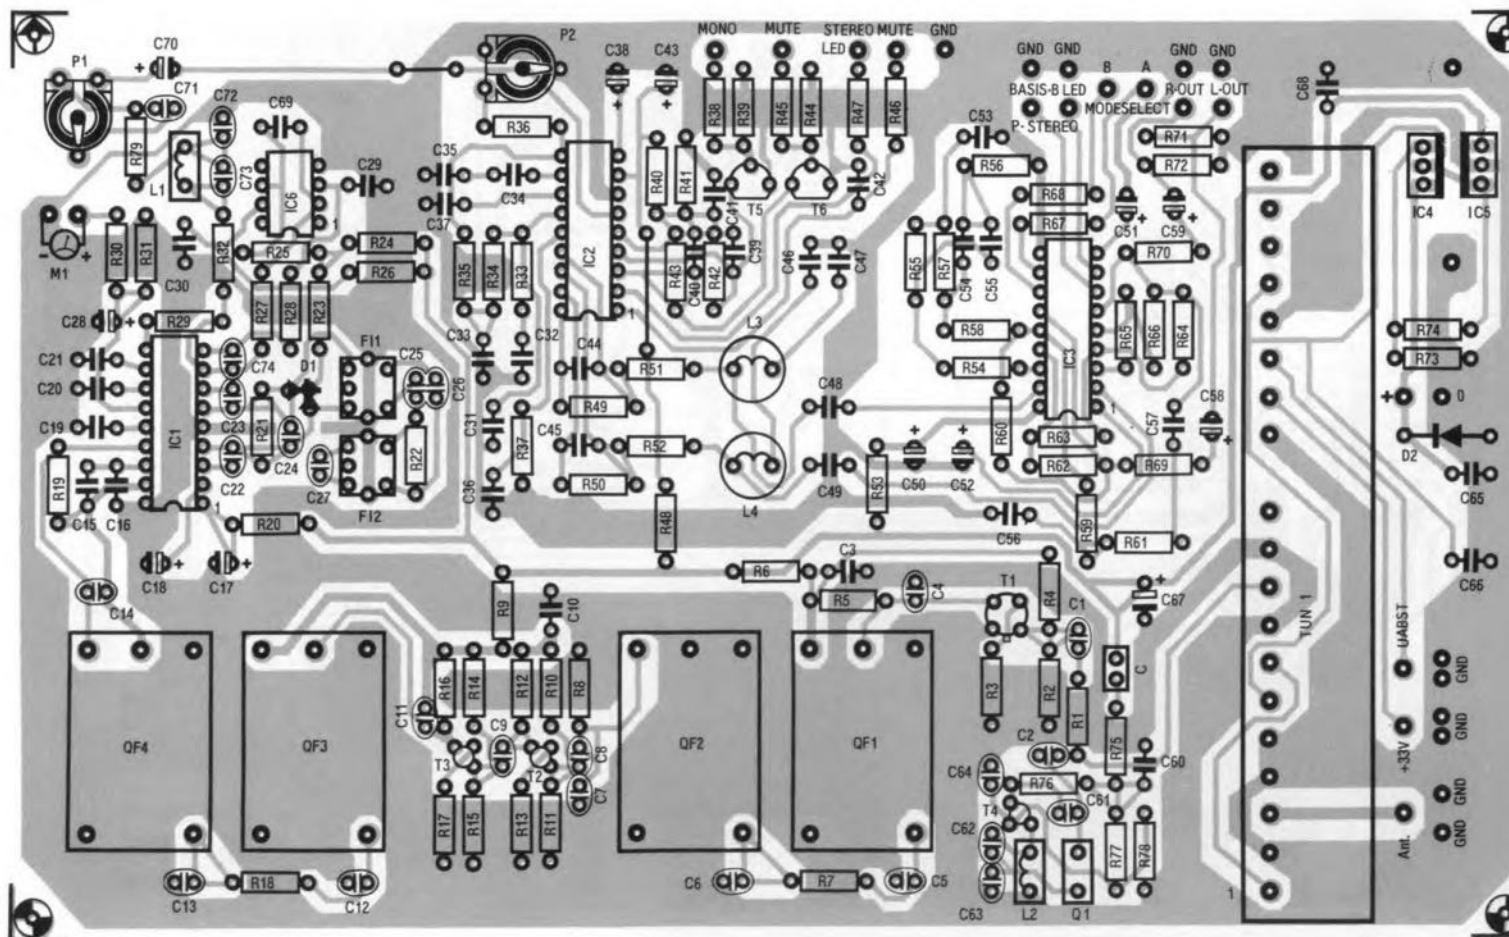 MONO MUTE STEREO MUTE GND
LED
P1 C70 P2 C38 C43
+ + +
C71 C72 C69 R36
R79 L1 C73 IC6 1 C29 C35 C34 C37
R38 R39 R45 R44 R47 R46
R40 R41 C41 T5 T6 C42
GND GND B A GND GND
BASIS-B LED R-OUT L-OUT
P-STEREO MODESELECT
C53 R56 R71 R72 C68
R68 R67 C51 + C59 +
IC4 IC5
- M1 +
R30 R31 C30 R32 R25 R24 R26
R27 R28 R23
R35 R34 R33 IC2 1
R43 C40 R42 C39 C46 C47
R55 R57 C54 C55 R70
C28 + R29
C21 C20 C19 IC1 1
C74 C23 C22 R21 C24 D1 C27
FI1 C25 C26 R22 FI2
C33 C32 C31 R37 C36
C44 R51 R49 C45 R52 R50 R48
L3 L4 C48 C49
R58 R54 R60 IC3 1
R65 R66 R64
R74 R73
+ D
D2
C57 C58 +
R63 R62 R69
R53 C50 C52 C56 R59 R61
C65 C66
R19 C15 C16 R20
C18 + C17 +
C14
R9 C10 R6 C3 R5 C4 T1 R4 C1 + C67
TUN 1
1
UABST GND
GND
+33V
GND
Ant. GND
QF4 QF3 QF2 QF1
C11 R16 R14 R12 R10 R8
T3 C9 T2 C8 C7
R17 R15 R13 R11
R3 R2 R1 C
C2 R75 C60
C64 R76 T4 C61
C62 R77 R78
C63 L2 Q1
C13 R18 C12 C6 R7 C5